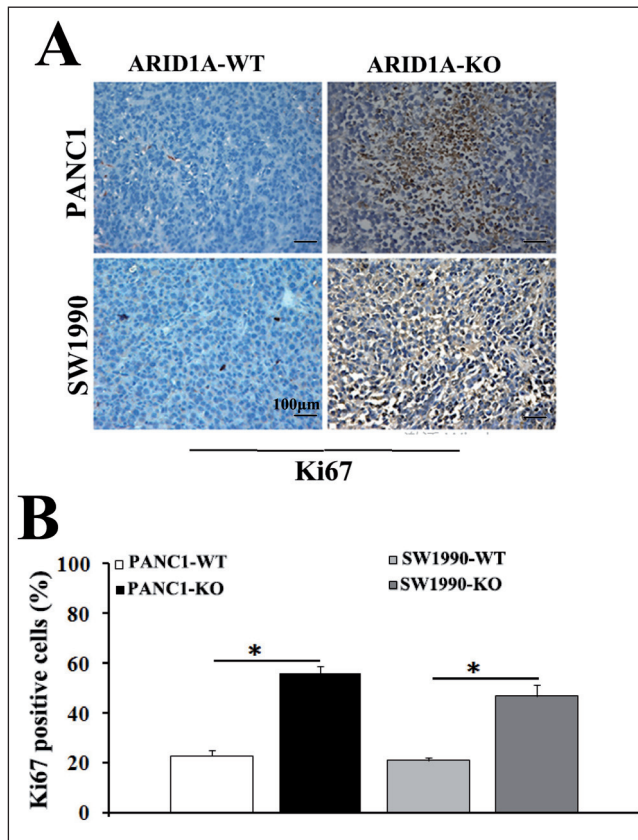 A
ARID1A-WT ARID1A-KO
PANC1
SW1990
100μm
Ki67
B
Ki67 positive cells (%)
100
80
60
40
20
0
PANC1-WT
PANC1-KO
SW1990-WT
SW1990-KO
* *